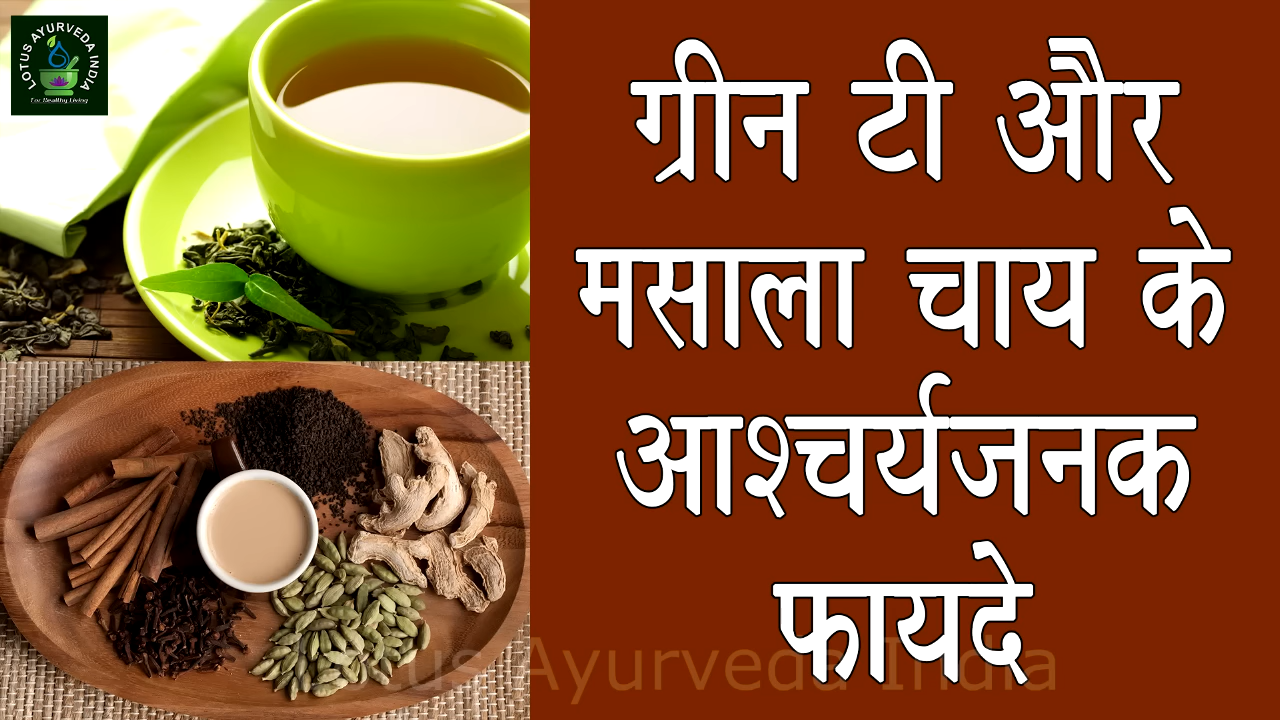 LOTUS AYURVEDA INDIA
For Healthy Living
ग्रीन टी और
मसाला चाय के
आश्चर्यजनक
फायदे
Lotus Ayurveda India